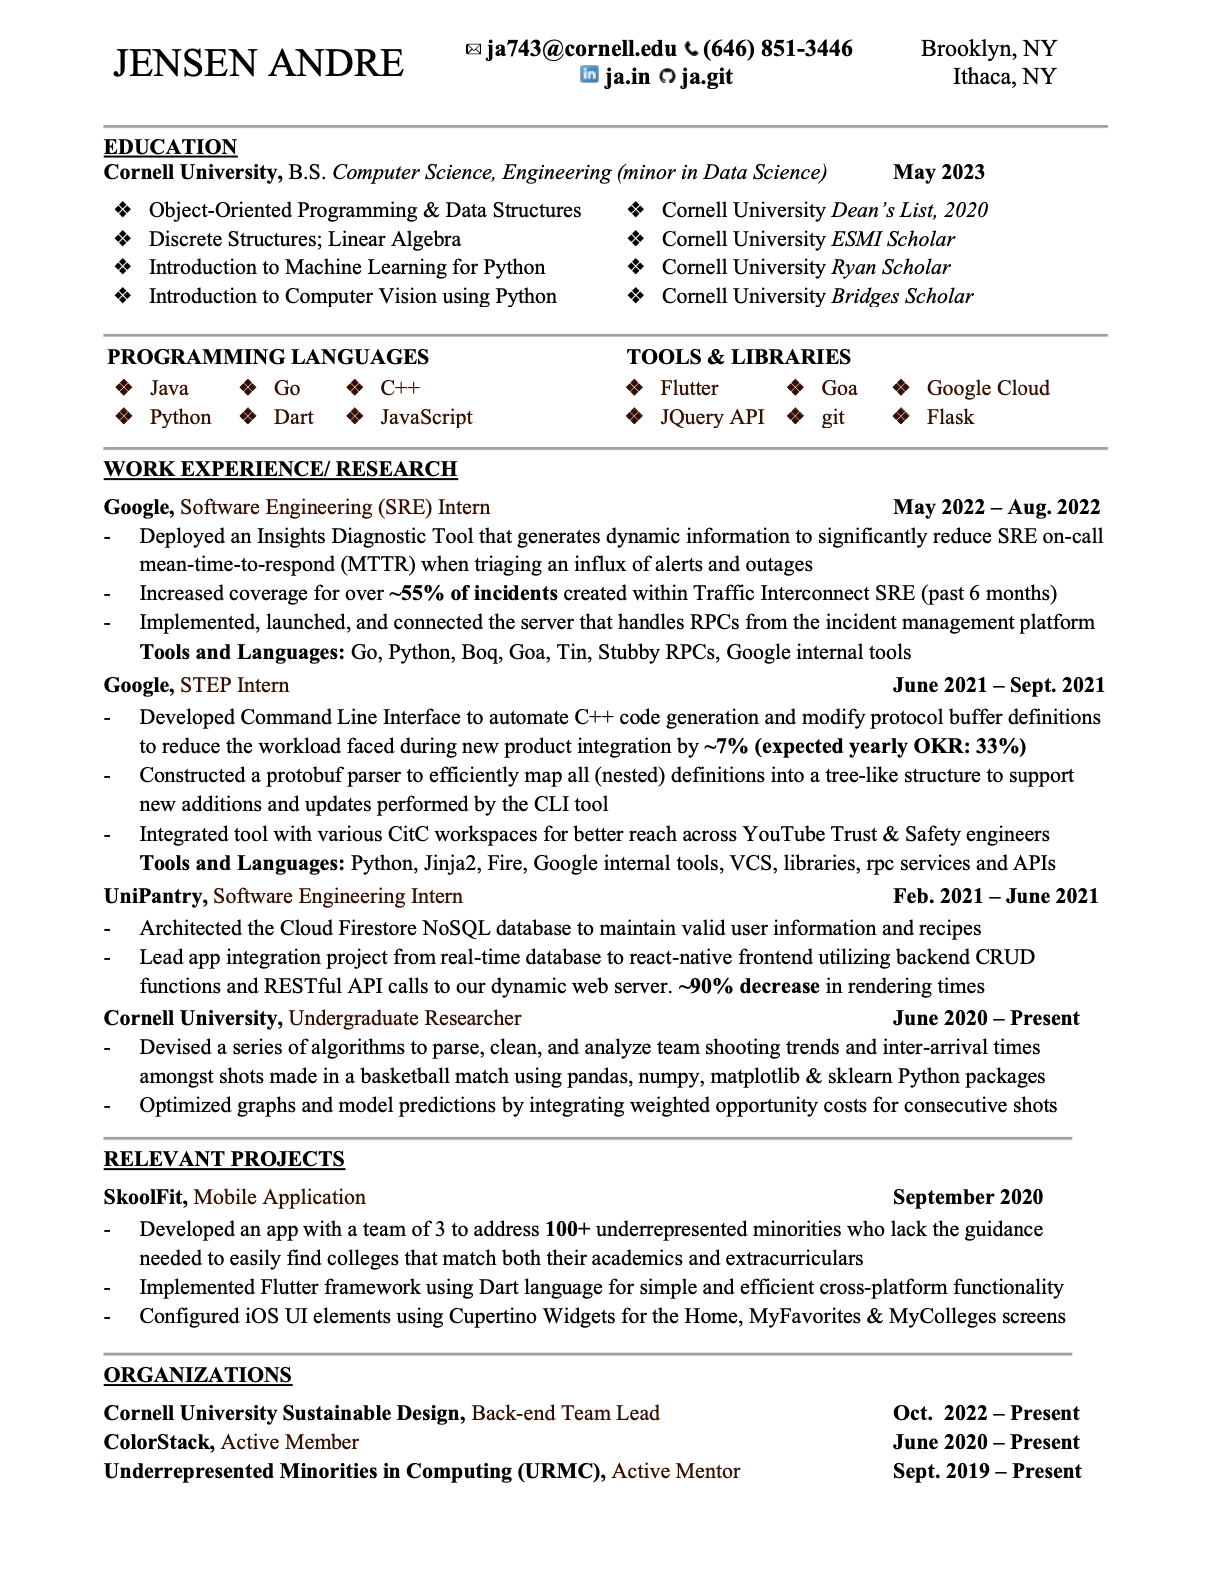 JENSEN ANDRE
ja743@cornell.edu (646) 851-3446
ja.in ja.git
Brooklyn, NY
Ithaca, NY
EDUCATION
Cornell University, B.S. Computer Science, Engineering (minor in Data Science) May 2023
❖ Object-Oriented Programming & Data Structures
❖ Discrete Structures; Linear Algebra
❖ Introduction to Machine Learning for Python
❖ Introduction to Computer Vision using Python
❖ Cornell University Dean’s List, 2020
❖ Cornell University ESMI Scholar
❖ Cornell University Ryan Scholar
❖ Cornell University Bridges Scholar
PROGRAMMING LANGUAGES
❖ Java ❖ Go ❖ C++
❖ Python ❖ Dart ❖ JavaScript
TOOLS & LIBRARIES
❖ Flutter ❖ Goa ❖ Google Cloud
❖ JQuery API ❖ git ❖ Flask
WORK EXPERIENCE/ RESEARCH
Google, Software Engineering (SRE) Intern May 2022 – Aug. 2022
- Deployed an Insights Diagnostic Tool that generates dynamic information to significantly reduce SRE on-call
mean-time-to-respond (MTTR) when triaging an influx of alerts and outages
- Increased coverage for over ~55% of incidents created within Traffic Interconnect SRE (past 6 months)
- Implemented, launched, and connected the server that handles RPCs from the incident management platform
Tools and Languages: Go, Python, Boq, Goa, Tin, Stubby RPCs, Google internal tools
Google, STEP Intern June 2021 – Sept. 2021
- Developed Command Line Interface to automate C++ code generation and modify protocol buffer definitions
to reduce the workload faced during new product integration by ~7% (expected yearly OKR: 33%)
- Constructed a protobuf parser to efficiently map all (nested) definitions into a tree-like structure to support
new additions and updates performed by the CLI tool
- Integrated tool with various CitC workspaces for better reach across YouTube Trust & Safety engineers
Tools and Languages: Python, Jinja2, Fire, Google internal tools, VCS, libraries, rpc services and APIs
UniPantry, Software Engineering Intern Feb. 2021 – June 2021
- Architected the Cloud Firestore NoSQL database to maintain valid user information and recipes
- Lead app integration project from real-time database to react-native frontend utilizing backend CRUD
functions and RESTful API calls to our dynamic web server. ~90% decrease in rendering times
Cornell University, Undergraduate Researcher June 2020 – Present
- Devised a series of algorithms to parse, clean, and analyze team shooting trends and inter-arrival times
amongst shots made in a basketball match using pandas, numpy, matplotlib & sklearn Python packages
- Optimized graphs and model predictions by integrating weighted opportunity costs for consecutive shots
RELEVANT PROJECTS
SkoolFit, Mobile Application September 2020
- Developed an app with a team of 3 to address 100+ underrepresented minorities who lack the guidance
needed to easily find colleges that match both their academics and extracurriculars
- Implemented Flutter framework using Dart language for simple and efficient cross-platform functionality
- Configured iOS UI elements using Cupertino Widgets for the Home, MyFavorites & MyColleges screens
ORGANIZATIONS
Cornell University Sustainable Design, Back-end Team Lead Oct. 2022 – Present
ColorStack, Active Member June 2020 – Present
Underrepresented Minorities in Computing (URMC), Active Mentor Sept. 2019 – Present